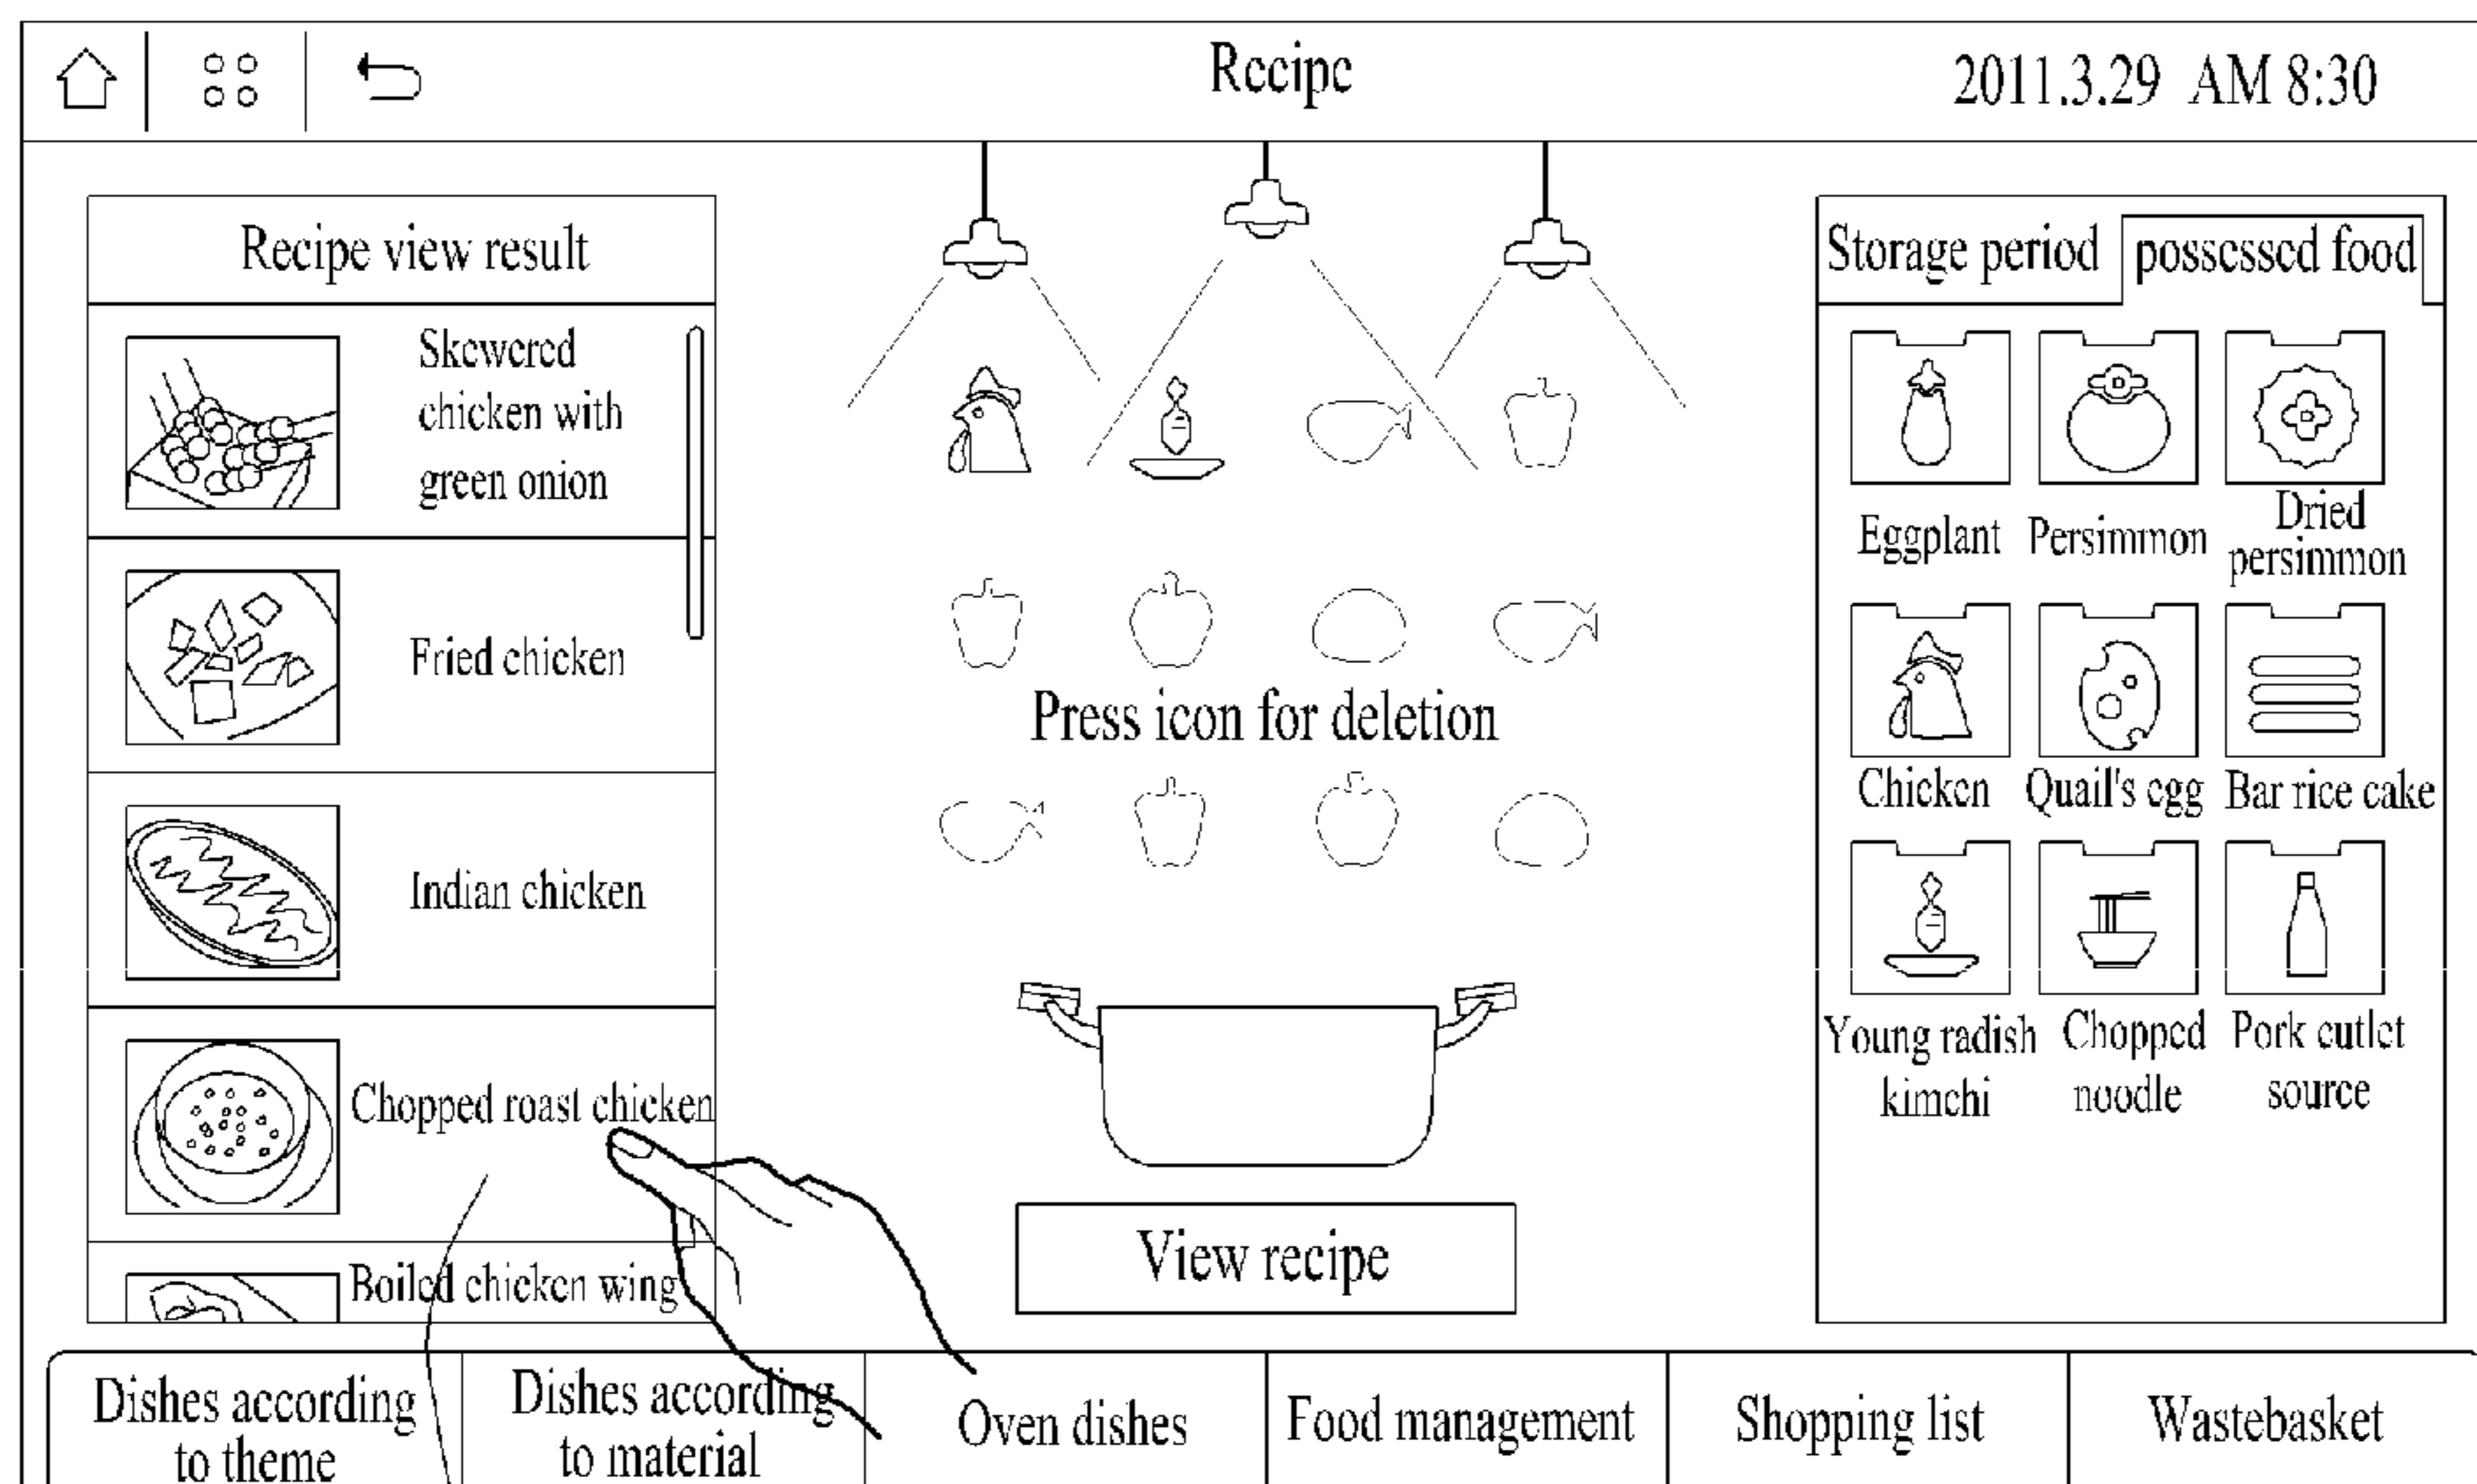 Recipe
2011.3.29 AM 8:30
Recipe view result
Skewered
chicken with
green onion
Fried chicken
Indian chicken
Chopped roast chicken
Boiled chicken wing
Press icon for deletion
View recipe
Storage period
possessed food
Eggplant
Persimmon
Dried
persimmon
Chicken
Quail's egg
Bar rice cake
Young radish
kimchi
Chopped
noodle
Pork cutlet
source
Dishes according
to theme
Dishes according
to material
Oven dishes
Food management
Shopping list
Wastebasket